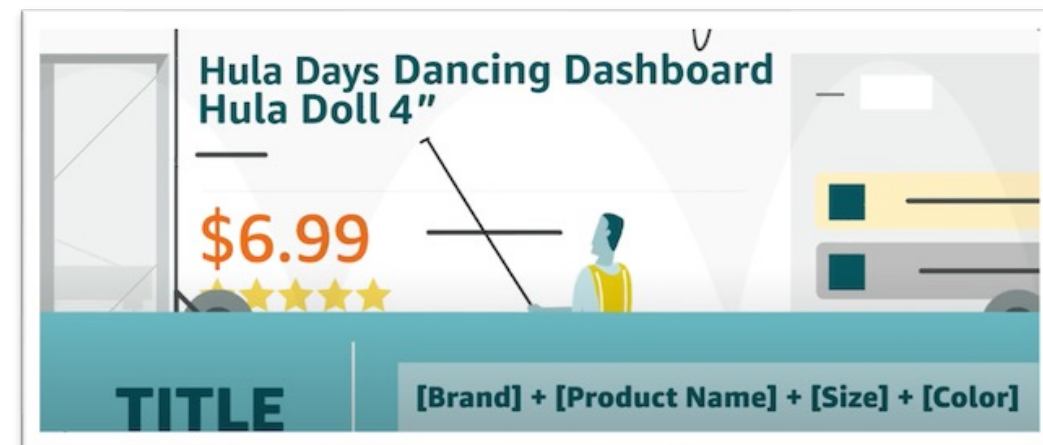 Hula Days Dancing Dashboard
Hula Doll 4”
$6.99
TITLE
[Brand] + [Product Name] + [Size] + [Color]